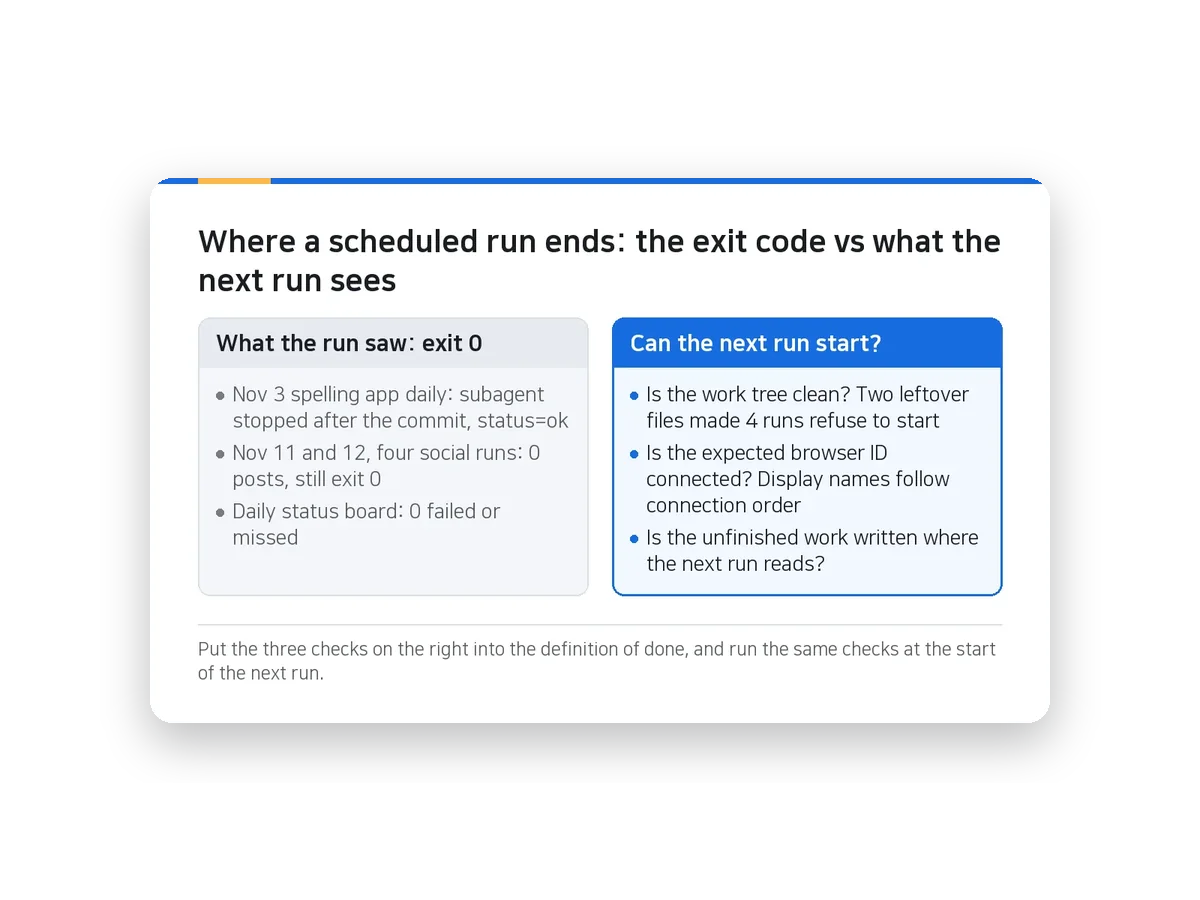 Where a scheduled run ends: the exit code vs what the
next run sees
What the run saw: exit 0
Nov 3 spelling app daily: subagent
stopped after the commit, status=ok
Nov 11 and 12, four social runs: 0
posts, still exit 0
Daily status board: 0 failed or
missed
Can the next run start?
Is the work tree clean? Two leftover
files made 4 runs refuse to start
Is the expected browser ID
connected? Display names follow
connection order
Is the unfinished work written where
the next run reads?
Put the three checks on the right into the definition of done, and run the same checks at the start
of the next run.